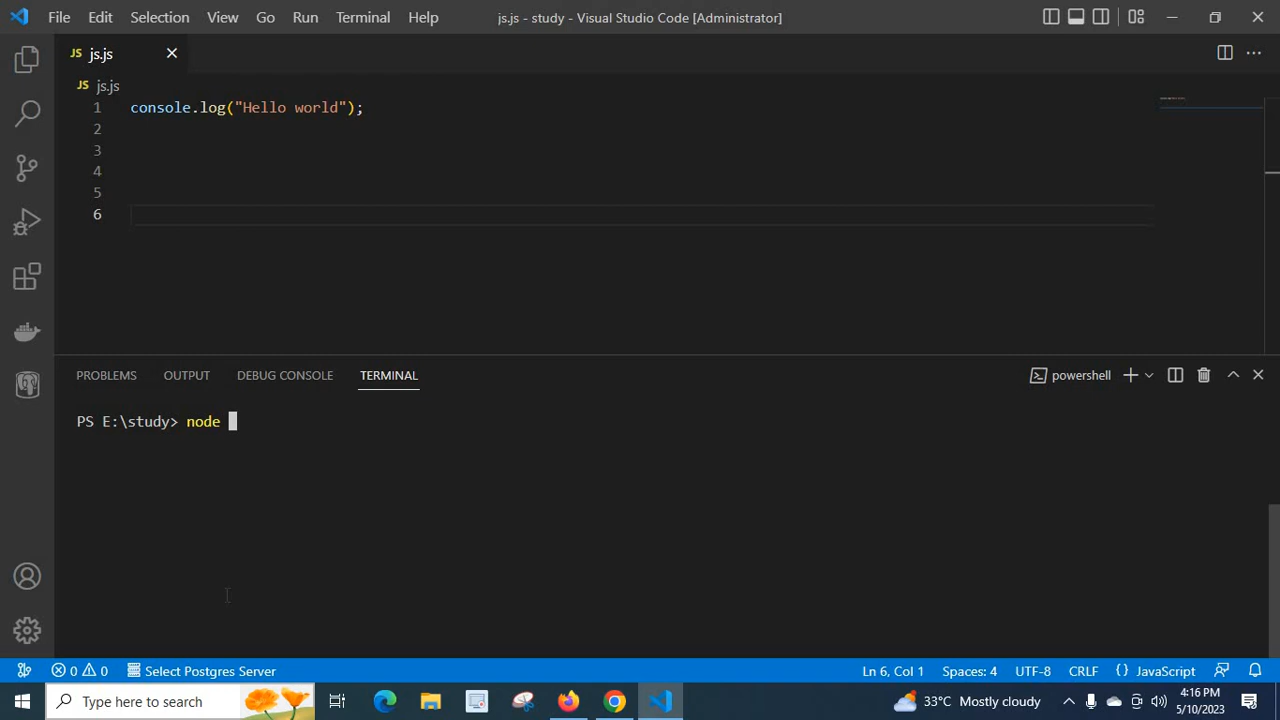 File Edit Selection View Go Run Terminal Help js.js - study - Visual Studio Code [Administrator]
JS js.js
JS js.js
1 console.log("Hello world");
2
3
4
5
6
PROBLEMS OUTPUT DEBUG CONSOLE TERMINAL powershell
PS E:\study> node
0 0 Select Postgres Server Ln 6, Col 1 Spaces: 4 UTF-8 CRLF {} JavaScript
Type here to search 33°C Mostly cloudy 4:16 PM
5/10/2023